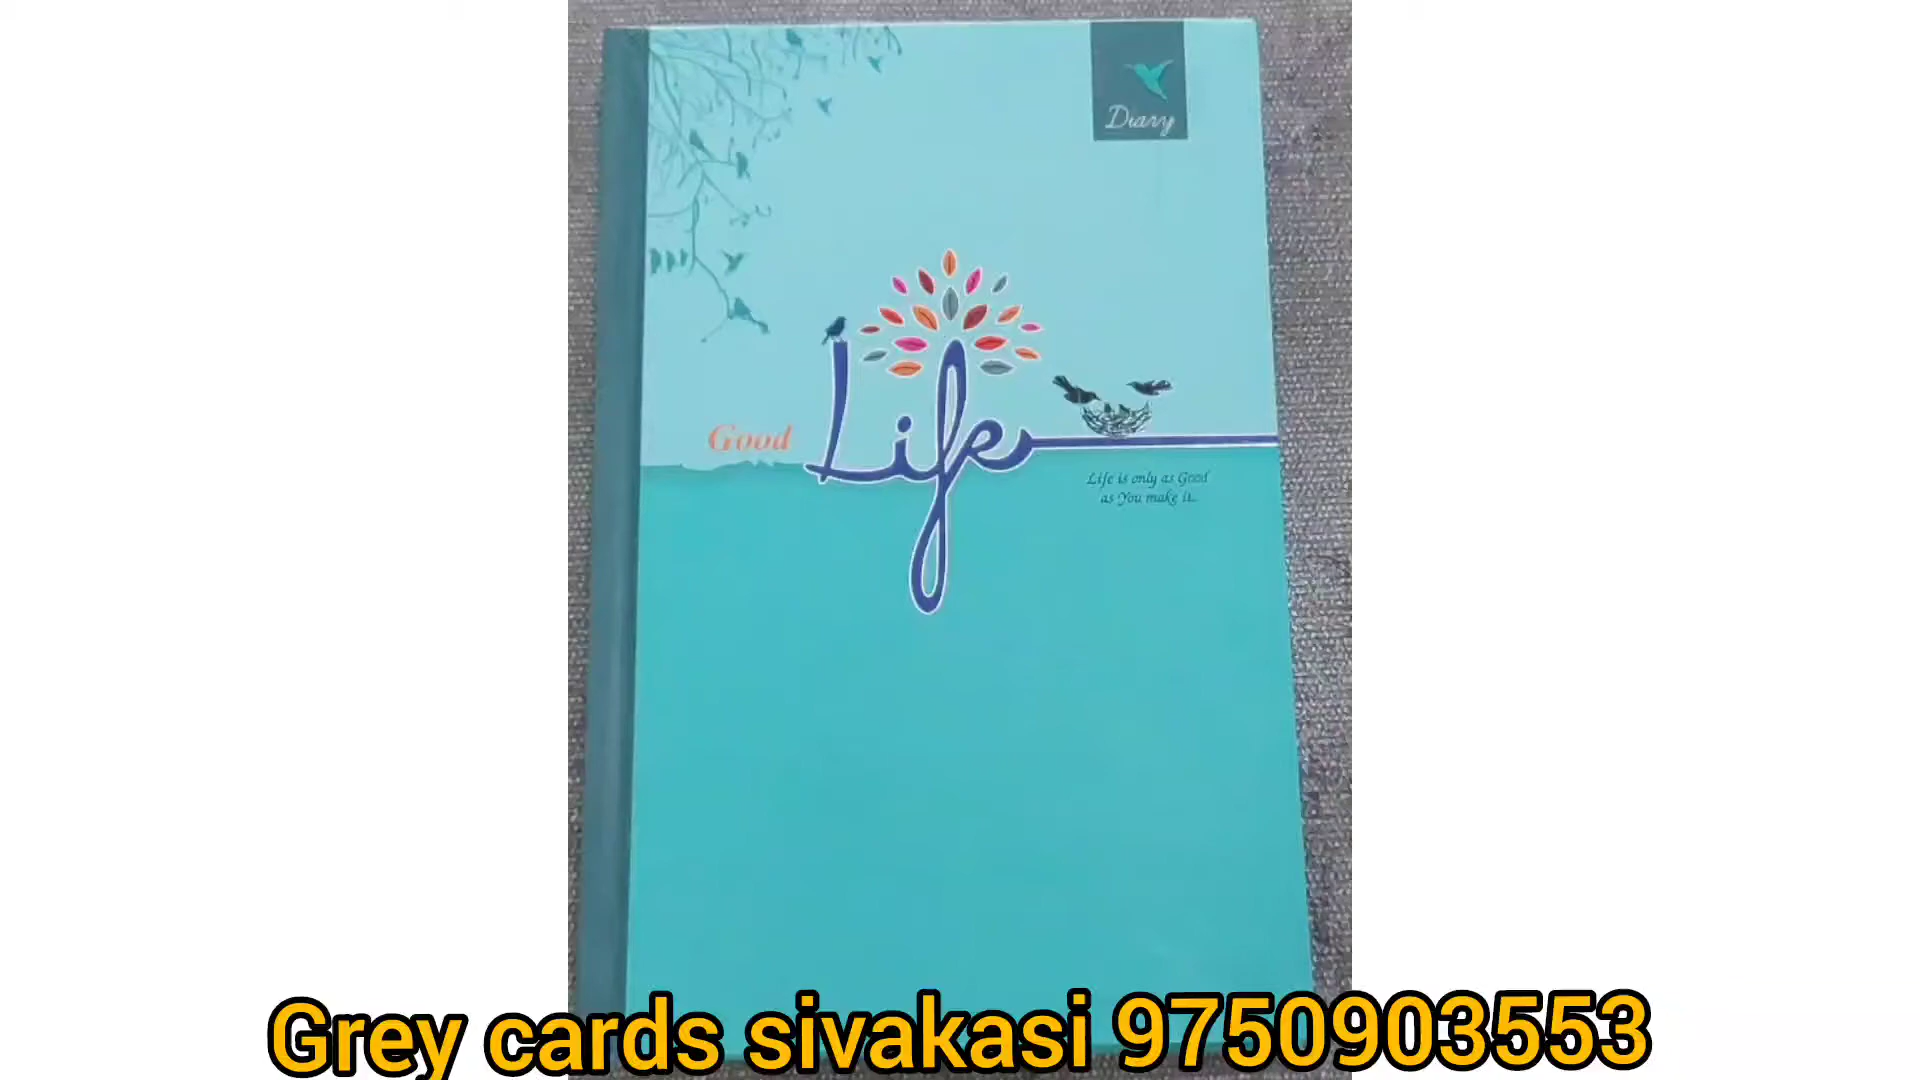 Diary
Good Life
Life is only as Good
as You make it..
Grey cards sivakasi 9750903553